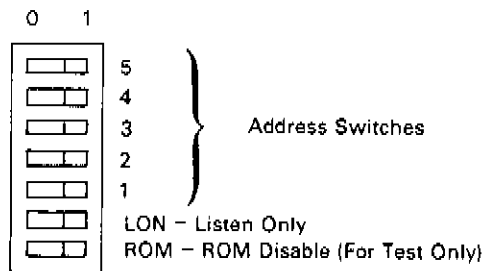 0 1
5
4
3 Address Switches
2
1
LON – Listen Only
ROM – ROM Disable (For Test Only)